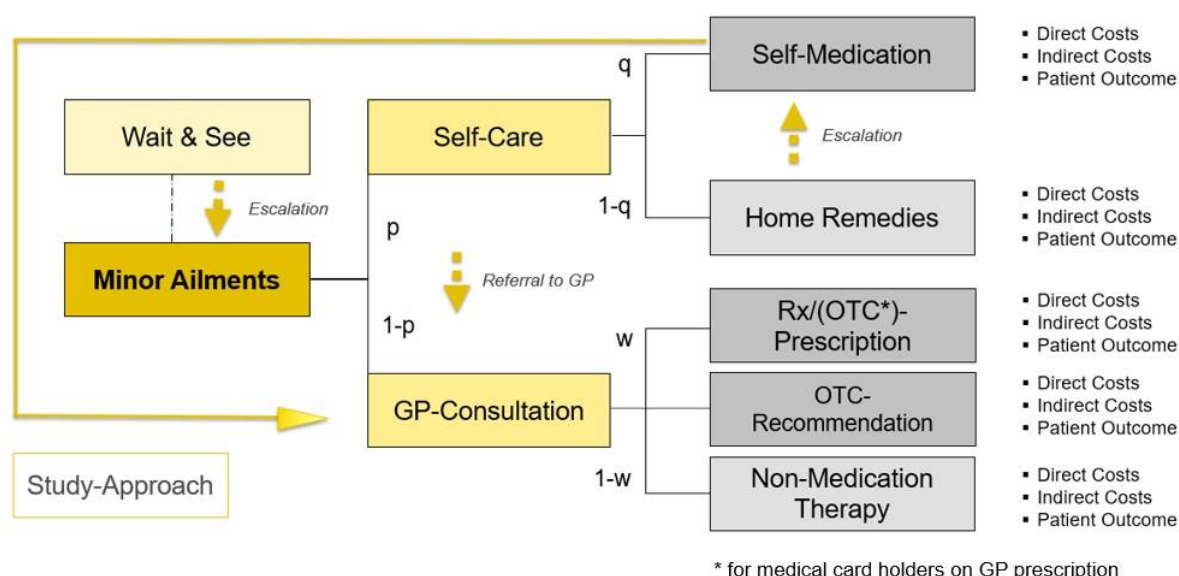 Self-Medication
▪ Direct Costs
▪ Indirect Costs
▪ Patient Outcome
q
Wait & See
Self-Care
Escalation
Escalation
1-q
Home Remedies
▪ Direct Costs
▪ Indirect Costs
▪ Patient Outcome
p
Minor Ailments
Referral to GP
1-p
w
Rx/(OTC*)-
Prescription
▪ Direct Costs
▪ Indirect Costs
▪ Patient Outcome
GP-Consultation
OTC-
Recommendation
▪ Direct Costs
▪ Indirect Costs
▪ Patient Outcome
1-w
Non-Medication
Therapy
▪ Direct Costs
▪ Indirect Costs
▪ Patient Outcome
Study-Approach
* for medical card holders on GP prescription